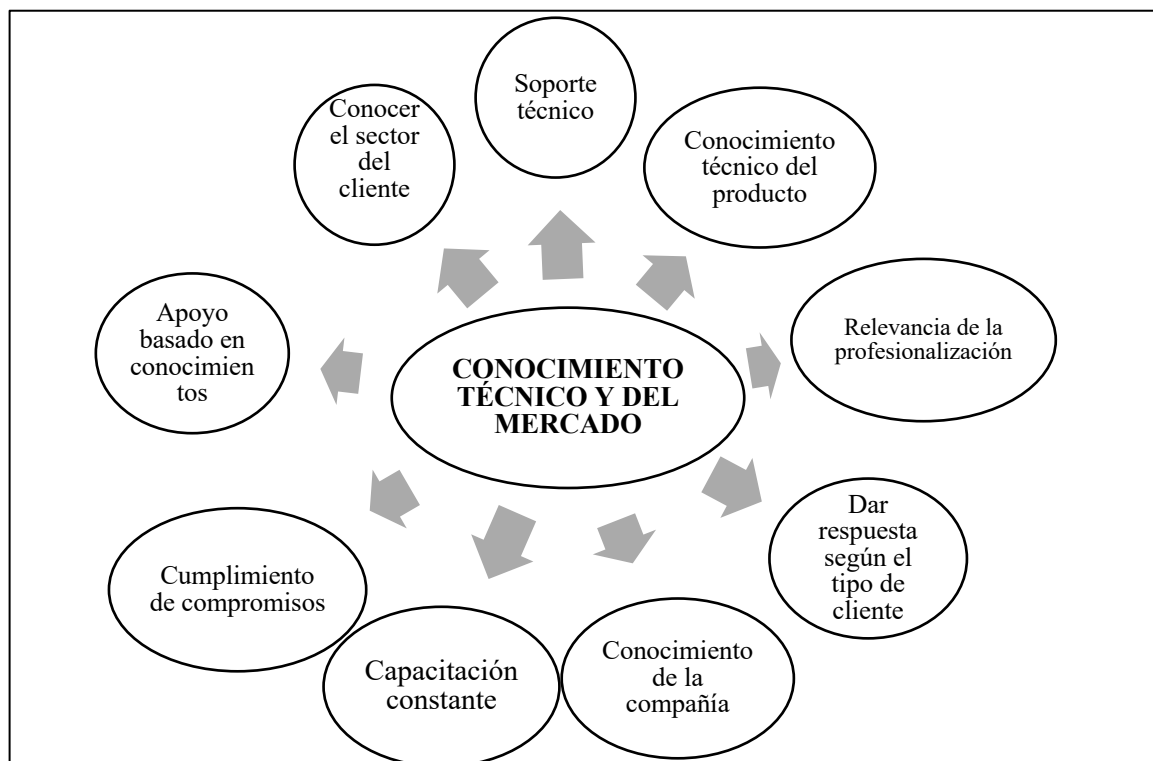 Soporte
técnico
Conocimiento
técnico del
producto
Relevancia de la
profesionalización
Dar
respuesta
según el
tipo de
cliente
Conocimiento
de la
compañía
Capacitación
constante
Cumplimiento
de compromisos
Apoyo
basado en
conocimien
tos
Conocer
el sector
del
cliente
CONOCIMIENTO
TÉCNICO Y DEL
MERCADO